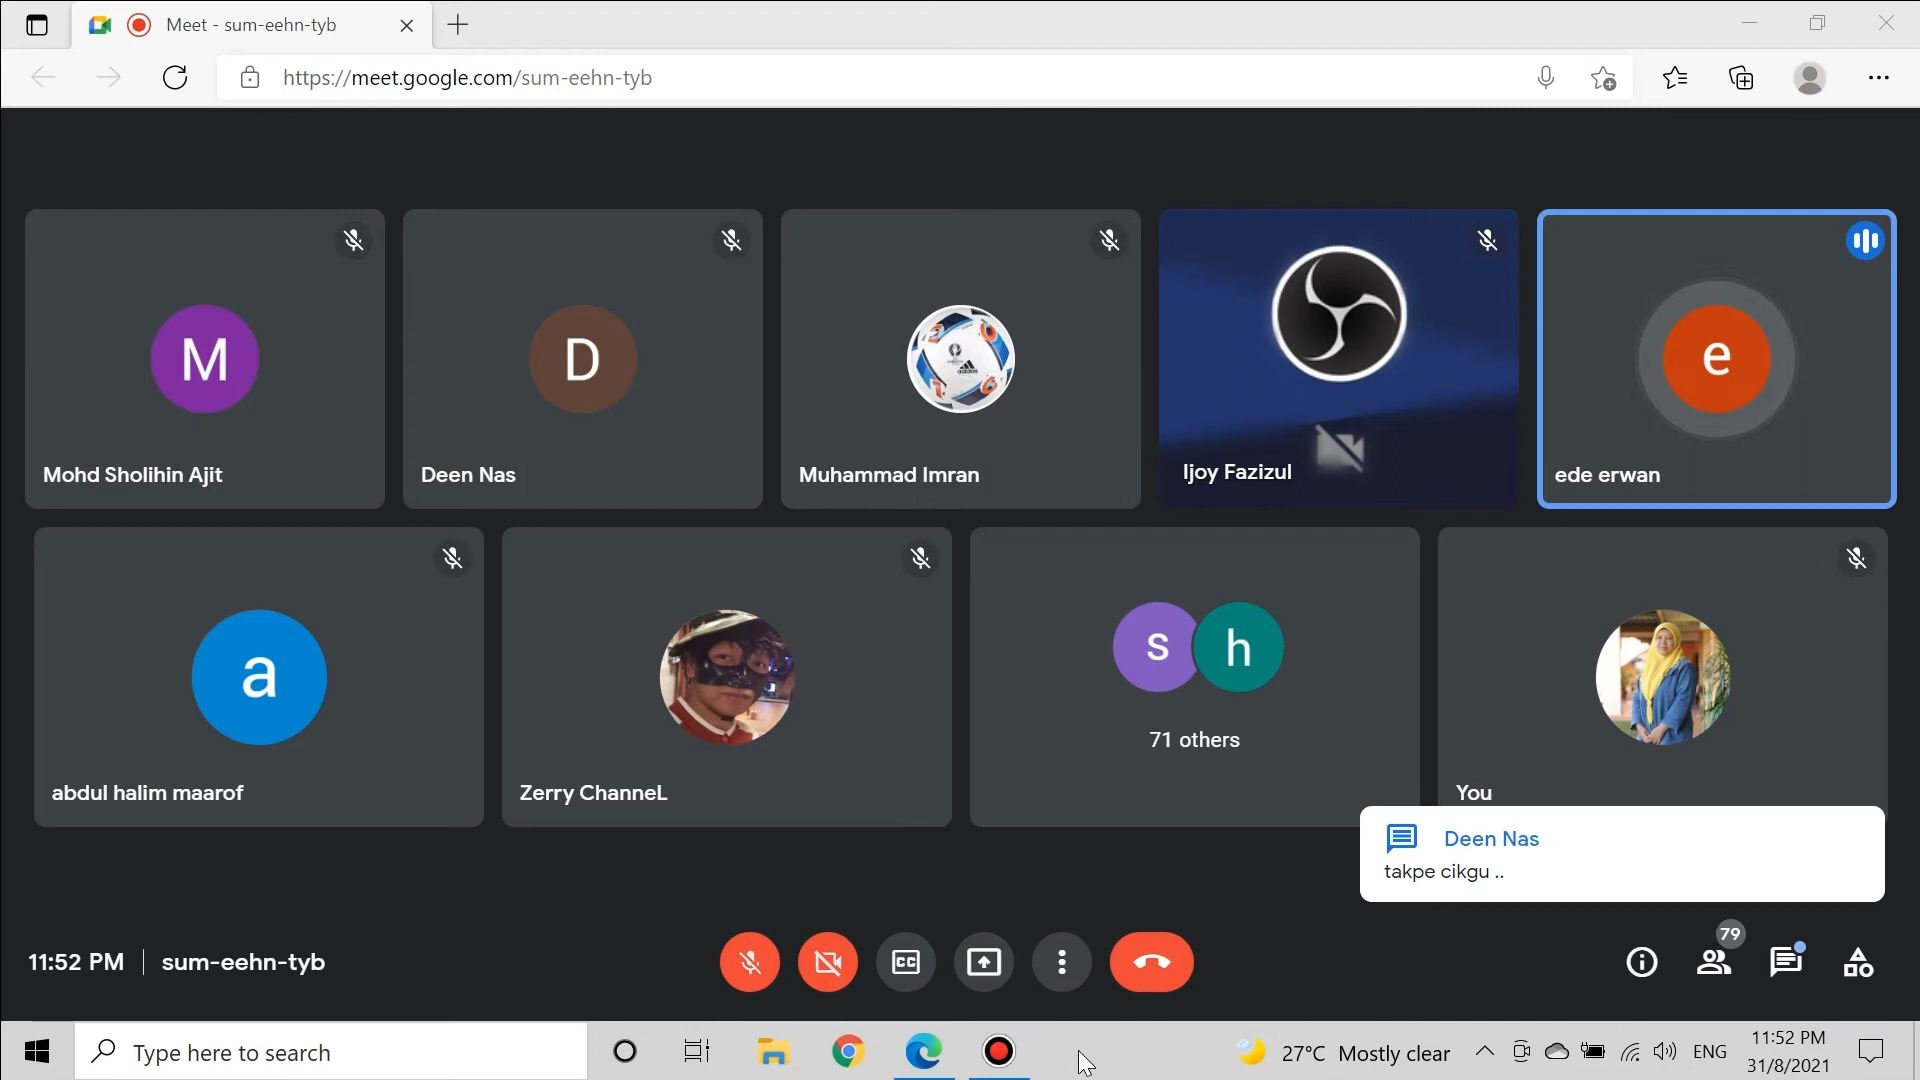 Meet - sum-eehn-tyb
https://meet.google.com/sum-eehn-tyb
M
D
adidas
e
Mohd Sholihin Ajit
Deen Nas
Muhammad Imran
Ijoy Fazizul
ede erwan
a
s
h
71 others
abdul halim maarof
Zerry ChanneL
You
Deen Nas
takpe cikgu ..
79
11:52 PM
sum-eehn-tyb
CC
Type here to search
27°C Mostly clear
ENG
11:52 PM
31/8/2021